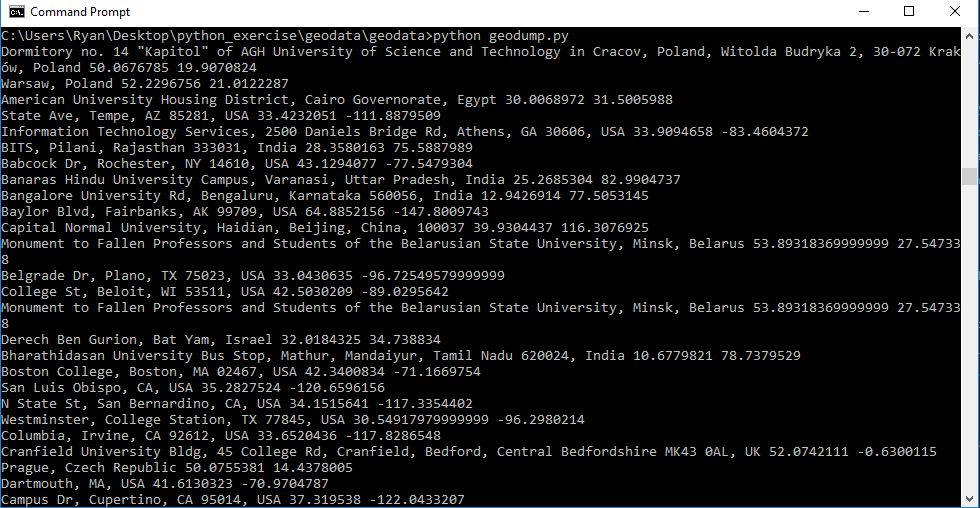 Command Prompt
C:\Users\Ryan\Desktop\python_exercise\geodata\geodata>python geodump.py
Dormitory no. 14 "Kapitol" of AGH University of Science and Technology in Cracov, Poland, Witolda Budryka 2, 30-072 Krak
ów, Poland 50.0676785 19.9070824
Warsaw, Poland 52.2296756 21.0122287
American University Housing District, Cairo Governorate, Egypt 30.0068972 31.5005988
State Ave, Tempe, AZ 85281, USA 33.4232051 -111.8879509
Information Technology Services, 2500 Daniels Bridge Rd, Athens, GA 30606, USA 33.9094658 -83.4604372
BITS, Pilani, Rajasthan 333031, India 28.3580163 75.5887989
Babcock Dr, Rochester, NY 14610, USA 43.1294077 -77.5479304
Banaras Hindu University Campus, Varanasi, Uttar Pradesh, India 25.2685304 82.9904737
Bangalore University Rd, Bengaluru, Karnataka 560056, India 12.9426914 77.5053145
Baylor Blvd, Fairbanks, AK 99709, USA 64.8852156 -147.8009743
Capital Normal University, Haidian, Beijing, China, 100037 39.9304437 116.3076925
Monument to Fallen Professors and Students of the Belarusian State University, Minsk, Belarus 53.89318369999999 27.54733
8
Belgrade Dr, Plano, TX 75023, USA 33.0430635 -96.72549579999999
College St, Beloit, WI 53511, USA 42.5030209 -89.0295642
Monument to Fallen Professors and Students of the Belarusian State University, Minsk, Belarus 53.89318369999999 27.54733
8
Derech Ben Gurion, Bat Yam, Israel 32.0184325 34.738834
Bharathidasan University Bus Stop, Mathur, Mandaiyur, Tamil Nadu 620024, India 10.6779821 78.7379529
Boston College, Boston, MA 02467, USA 42.3400834 -71.1669754
San Luis Obispo, CA, USA 35.2827524 -120.6596156
N State St, San Bernardino, CA, USA 34.1515641 -117.3354402
Westminster, College Station, TX 77845, USA 30.54917979999999 -96.2980214
Columbia, Irvine, CA 92612, USA 33.6520436 -117.8286548
Cranfield University Bldg, 45 College Rd, Cranfield, Bedford, Central Bedfordshire MK43 0AL, UK 52.0742111 -0.6300115
Prague, Czech Republic 50.0755381 14.4378005
Dartmouth, MA, USA 41.6130323 -70.9704787
Campus Dr, Cupertino, CA 95014, USA 37.319538 -122.0433207